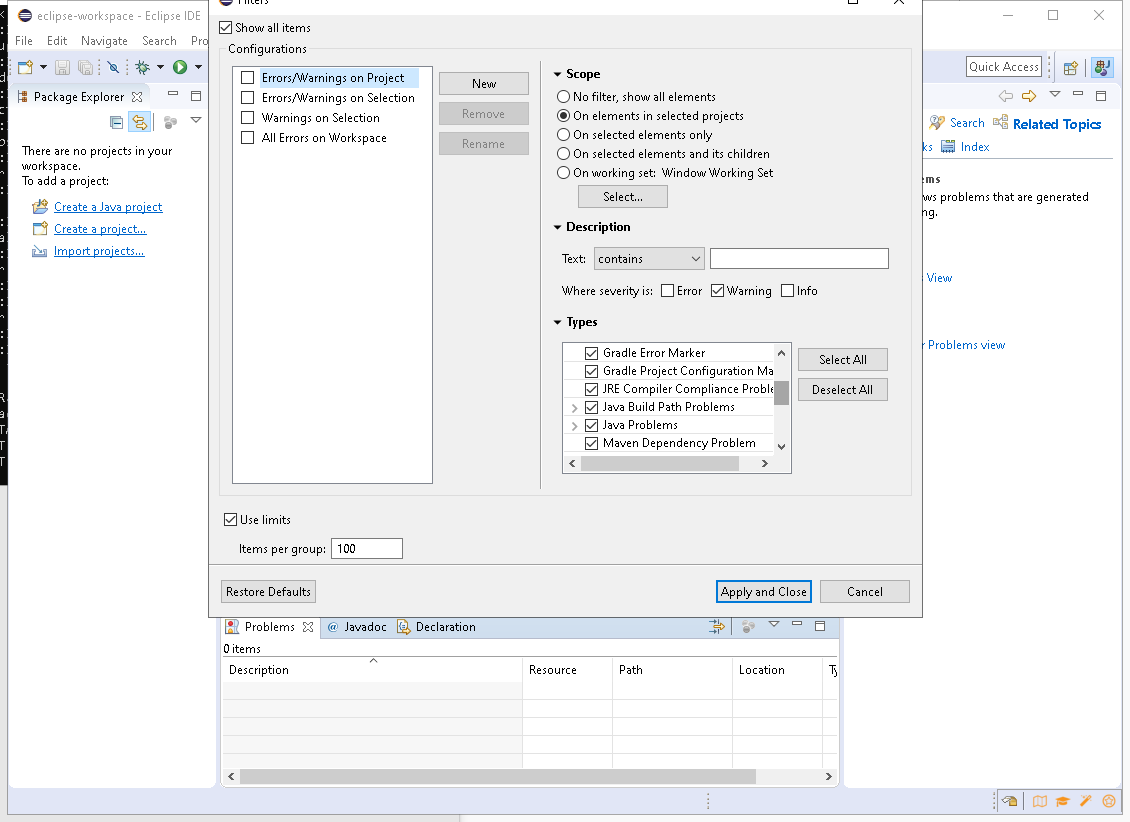 eclipse-workspace - Eclipse IDE
Filters
File Edit Navigate Search Pro
Show all items
Configurations
Errors/Warnings on Project
Errors/Warnings on Selection
Warnings on Selection
All Errors on Workspace
New
Remove
Rename
Scope
No filter, show all elements
On elements in selected projects
On selected elements only
On selected elements and its children
On working set: Window Working Set
Select...
Description
Text: contains
Where severity is: Error Warning Info
Types
Gradle Error Marker
Gradle Project Configuration Ma
JRE Compiler Compliance Proble
Java Build Path Problems
Java Problems
Maven Dependency Problem
Select All
Deselect All
Use limits
Items per group: 100
Restore Defaults
Apply and Close
Cancel
Package Explorer
There are no projects in your
workspace.
To add a project:
Create a Java project
Create a project...
Import projects...
Quick Access
Search Related Topics
ks Index
ms
ws problems that are generated
ng.
View
r Problems view
Problems @ Javadoc Declaration
0 items
Description Resource Path Location Ty